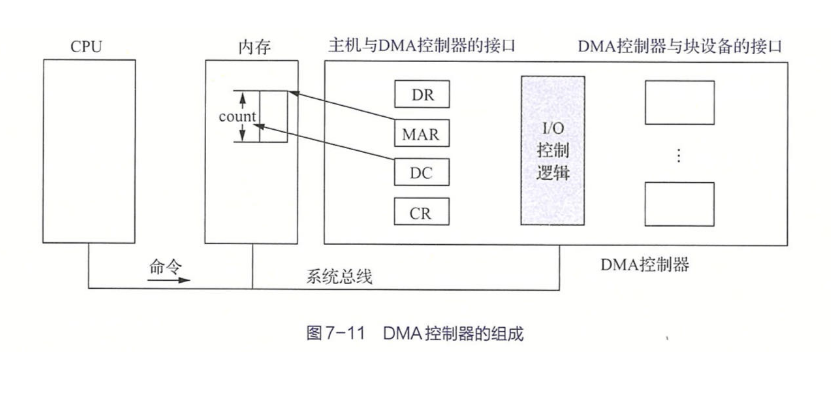 CPU
内存
主机与DMA控制器的接口
DMA控制器与块设备的接口
count
DR
MAR
DC
CR
I/O
控制
逻辑
⋮
命令
系统总线
DMA控制器
图7-11 DMA控制器的组成